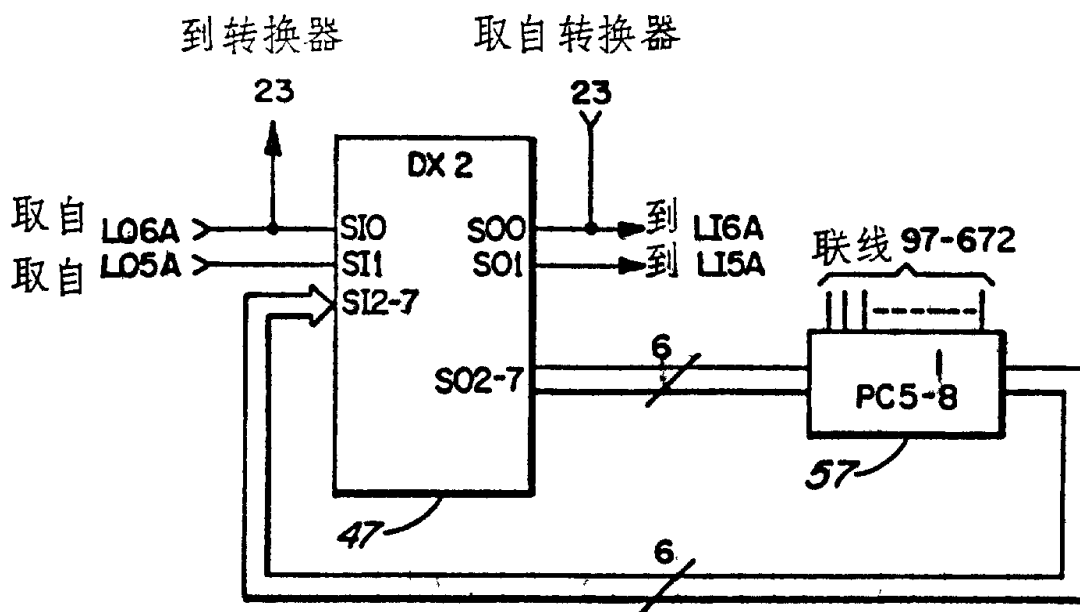 到转换器
取自转换器
23
23
DX 2
取自 LO6A
SI0
SO0
到 LI6A
取自 LO5A
SI1
SO1
到 LI5A
联线 97-672
SI2-7
6
SO2-7
PC5-8
57
47
6